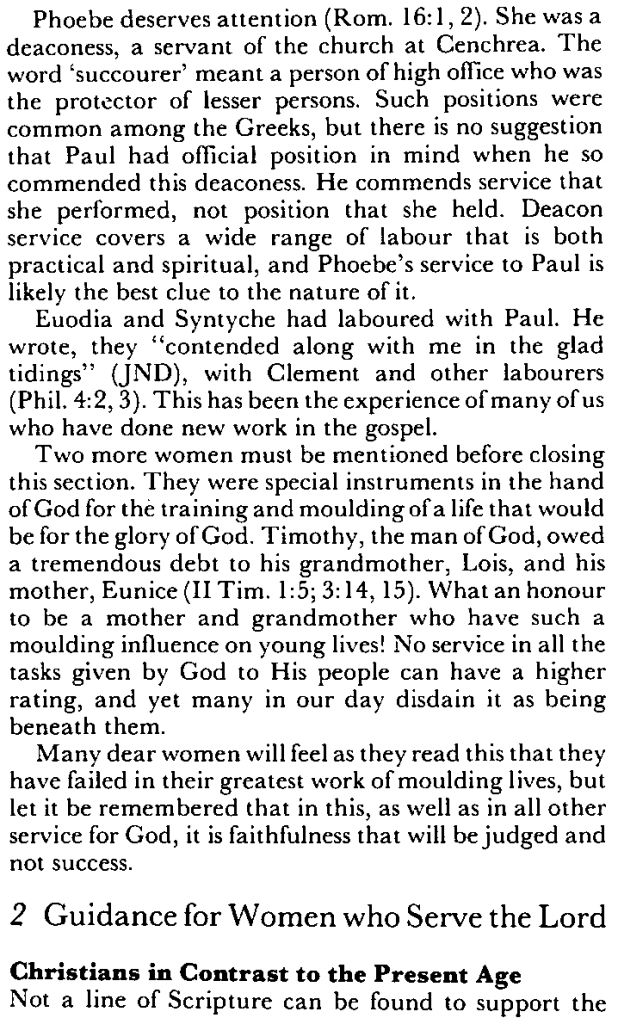 Phoebe deserves attention (Rom. 16:1, 2). She was a
deaconess, a servant of the church at Cenchrea. The
word ‘succourer’ meant a person of high office who was
the protector of lesser persons. Such positions were
common among the Greeks, but there is no suggestion
that Paul had official position in mind when he so
commended this deaconess. He commends service that
she performed, not position that she held. Deacon
service covers a wide range of labour that is both
practical and spiritual, and Phoebe’s service to Paul is
likely the best clue to the nature of it.
Euodia and Syntyche had laboured with Paul. He
wrote, they “contended along with me in the glad
tidings” (JND), with Clement and other labourers
(Phil. 4:2, 3). This has been the experience of many of us
who have done new work in the gospel.
Two more women must be mentioned before closing
this section. They were special instruments in the hand
of God for the training and moulding of a life that would
be for the glory of God. Timothy, the man of God, owed
a tremendous debt to his grandmother, Lois, and his
mother, Eunice (II Tim. 1:5; 3:14, 15). What an honour
to be a mother and grandmother who have such a
moulding influence on young lives! No service in all the
tasks given by God to His people can have a higher
rating, and yet many in our day disdain it as being
beneath them.
Many dear women will feel as they read this that they
have failed in their greatest work of moulding lives, but
let it be remembered that in this, as well as in all other
service for God, it is faithfulness that will be judged and
not success.
2 Guidance for Women who Serve the Lord
Christians in Contrast to the Present Age
Not a line of Scripture can be found to support the